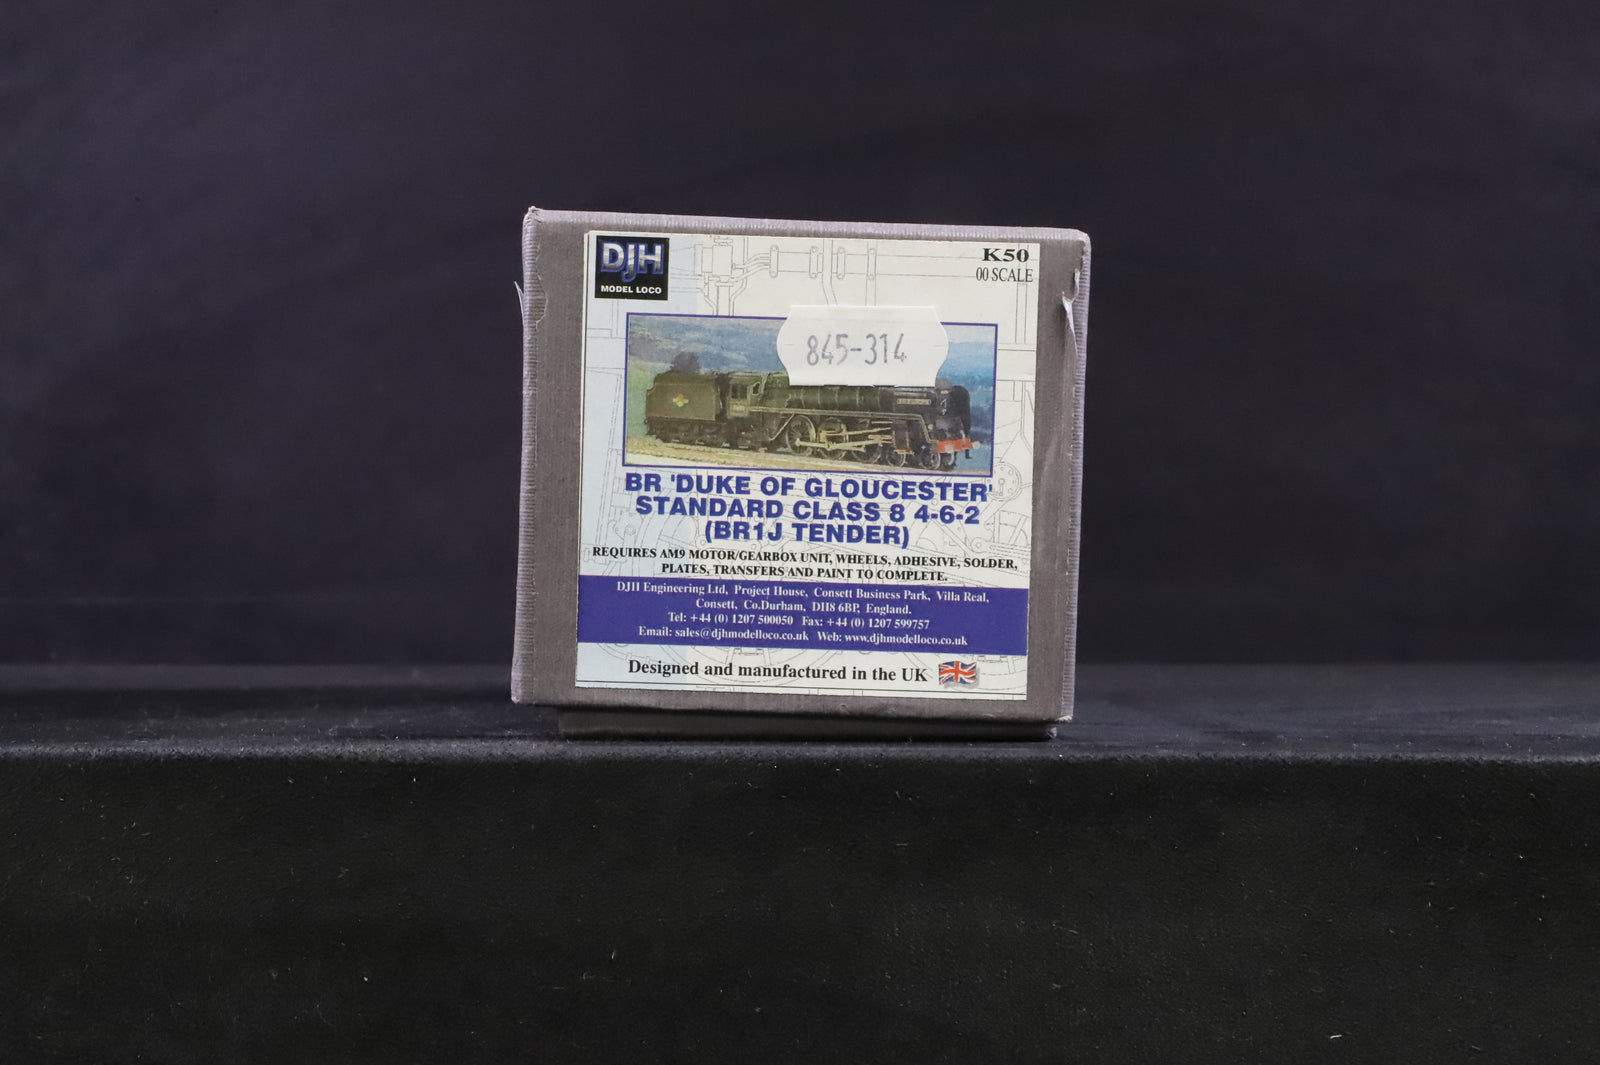 DJH
MODEL LOCO
K50
00 SCALE
845-314
BR 'DUKE OF GLOUCESTER'
STANDARD CLASS 8 4-6-2
(BR1J TENDER)
REQUIRES AM9 MOTOR/GEARBOX UNIT, WHEELS, ADHESIVE, SOLDER,
PLATES, TRANSFERS AND PAINT TO COMPLETE.
DJH Engineering Ltd, Project House, Consett Business Park, Villa Real,
Consett, Co.Durham, DH8 6BP, England.
Tel: +44 (0) 1207 500050 Fax: +44 (0) 1207 599757
Email: sales@djhmodelloco.co.uk Web: www.djhmodelloco.co.uk
Designed and manufactured in the UK